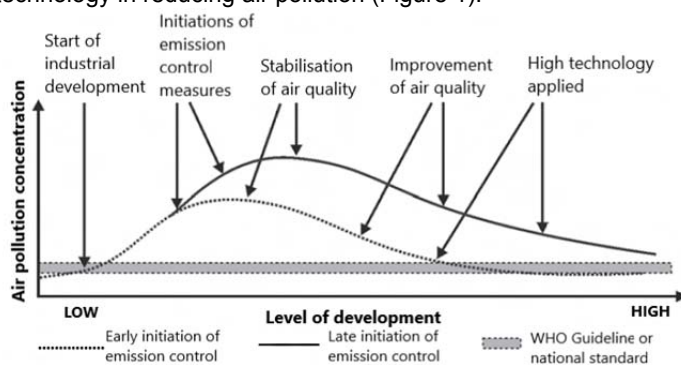 technology in reducing air pollution (Figure 1).
Start of
industrial
development
Initiations of
emission
control
measures
Stabilisation
of air quality
Improvement
of air quality
High technology
applied
Air pollution concentration
LOW
Level of development
HIGH
Early initiation of
emission control
Late initiation of
emission control
WHO Guideline or
national standard